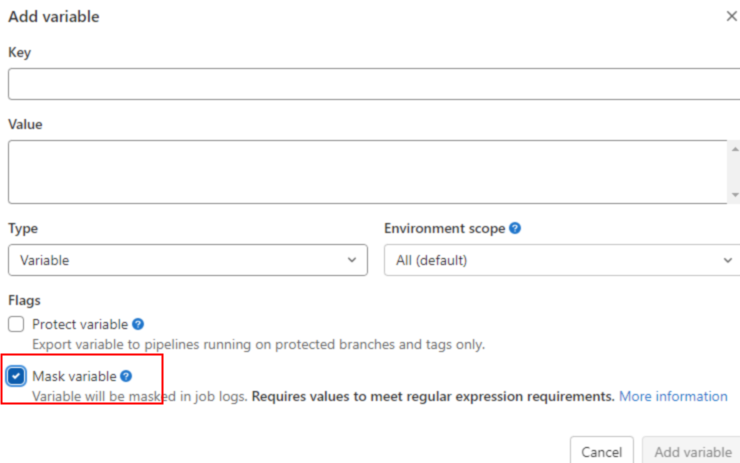 Add variable
Key
Value
Type
Environment scope
Variable
All (default)
Flags
Protect variable
Export variable to pipelines running on protected branches and tags only.
Mask variable
Variable will be masked in job logs. Requires values to meet regular expression requirements. More information
Cancel
Add variable